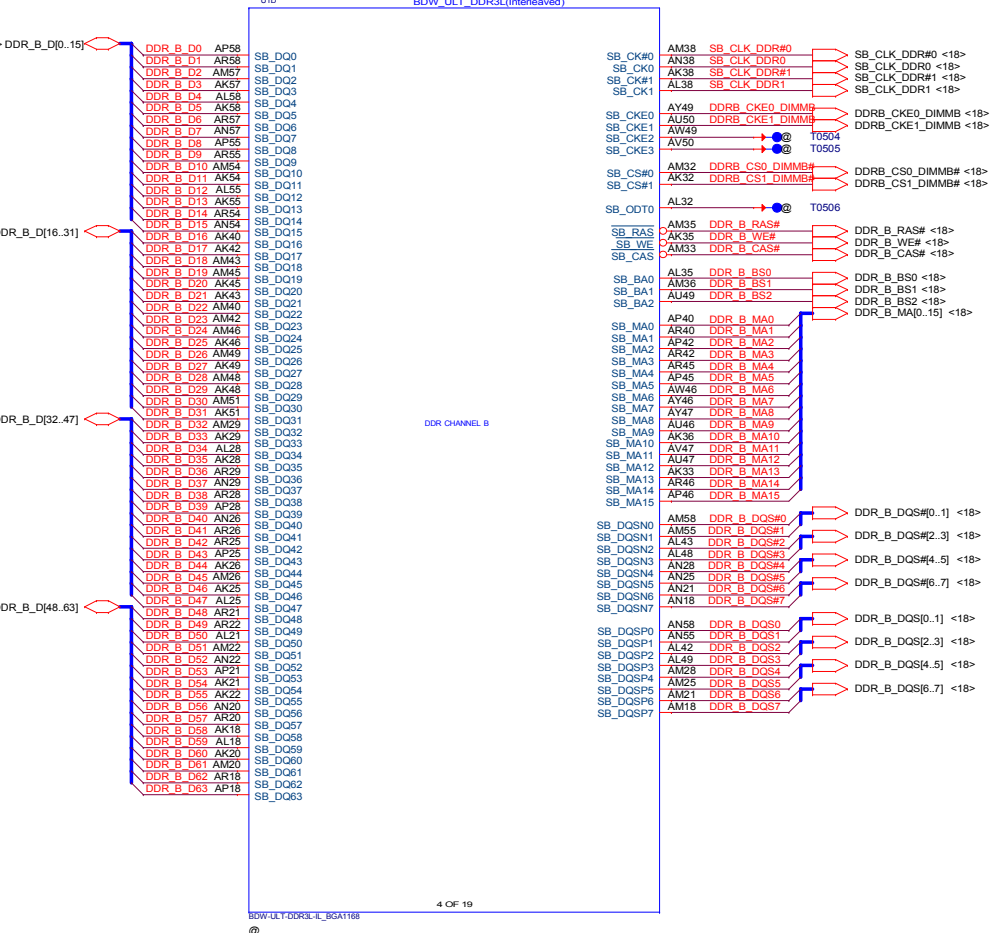 U1D
BDW_ULT_DDR3L(Interleaved)
DDR_B_D[0..15]
DDR_B_D0 AP58 SB_DQ0
DDR_B_D1 AR58 SB_DQ1
DDR_B_D2 AM57 SB_DQ2
DDR_B_D3 AK57 SB_DQ3
DDR_B_D4 AL58 SB_DQ4
DDR_B_D5 AK58 SB_DQ5
DDR_B_D6 AR57 SB_DQ6
DDR_B_D7 AN57 SB_DQ7
DDR_B_D8 AP55 SB_DQ8
DDR_B_D9 AR55 SB_DQ9
DDR_B_D10 AM54 SB_DQ10
DDR_B_D11 AK54 SB_DQ11
DDR_B_D12 AL55 SB_DQ12
DDR_B_D13 AK55 SB_DQ13
DDR_B_D14 AR54 SB_DQ14
DDR_B_D15 AN54 SB_DQ15
DR_B_D[16..31]
DDR_B_D16 AK40 SB_DQ16
DDR_B_D17 AK42 SB_DQ17
DDR_B_D18 AM43 SB_DQ18
DDR_B_D19 AM45 SB_DQ19
DDR_B_D20 AK45 SB_DQ20
DDR_B_D21 AK43 SB_DQ21
DDR_B_D22 AM40 SB_DQ22
DDR_B_D23 AM42 SB_DQ23
DDR_B_D24 AM46 SB_DQ24
DDR_B_D25 AK46 SB_DQ25
DDR_B_D26 AM49 SB_DQ26
DDR_B_D27 AK49 SB_DQ27
DDR_B_D28 AM48 SB_DQ28
DDR_B_D29 AK48 SB_DQ29
DDR_B_D30 AM51 SB_DQ30
DDR_B_D31 AK51 SB_DQ31
DR_B_D[32..47]
DDR_B_D32 AM29 SB_DQ32
DDR_B_D33 AK29 SB_DQ33
DDR_B_D34 AL28 SB_DQ34
DDR_B_D35 AK28 SB_DQ35
DDR_B_D36 AR29 SB_DQ36
DDR_B_D37 AN29 SB_DQ37
DDR_B_D38 AR28 SB_DQ38
DDR_B_D39 AP28 SB_DQ39
DDR_B_D40 AN26 SB_DQ40
DDR_B_D41 AR26 SB_DQ41
DDR_B_D42 AR25 SB_DQ42
DDR_B_D43 AP25 SB_DQ43
DDR_B_D44 AK26 SB_DQ44
DDR_B_D45 AM26 SB_DQ45
DDR_B_D46 AK25 SB_DQ46
DDR_B_D47 AL25 SB_DQ47
DR_B_D[48..63]
DDR_B_D48 AR21 SB_DQ48
DDR_B_D49 AR22 SB_DQ49
DDR_B_D50 AL21 SB_DQ50
DDR_B_D51 AM22 SB_DQ51
DDR_B_D52 AN22 SB_DQ52
DDR_B_D53 AP21 SB_DQ53
DDR_B_D54 AK21 SB_DQ54
DDR_B_D55 AK22 SB_DQ55
DDR_B_D56 AN20 SB_DQ56
DDR_B_D57 AR20 SB_DQ57
DDR_B_D58 AK18 SB_DQ58
DDR_B_D59 AL18 SB_DQ59
DDR_B_D60 AK20 SB_DQ60
DDR_B_D61 AM20 SB_DQ61
DDR_B_D62 AR18 SB_DQ62
DDR_B_D63 AP18 SB_DQ63
DDR CHANNEL B
SB_CK#0 AM38 SB_CLK_DDR#0 SB_CLK_DDR#0 <18>
SB_CK0 AN38 SB_CLK_DDR0 SB_CLK_DDR0 <18>
SB_CK#1 AK38 SB_CLK_DDR#1 SB_CLK_DDR#1 <18>
SB_CK1 AL38 SB_CLK_DDR1 SB_CLK_DDR1 <18>
SB_CKE0 AY49 DDRB_CKE0_DIMMB DDRB_CKE0_DIMMB <18>
SB_CKE1 AU50 DDRB_CKE1_DIMMB DDRB_CKE1_DIMMB <18>
SB_CKE2 AW49 @ T0504
SB_CKE3 AV50 @ T0505
SB_CS#0 AM32 DDRB_CS0_DIMMB# DDRB_CS0_DIMMB# <18>
SB_CS#1 AK32 DDRB_CS1_DIMMB# DDRB_CS1_DIMMB# <18>
SB_ODT0 AL32 @ T0506
SB_RAS AM35 DDR_B_RAS# DDR_B_RAS# <18>
SB_WE AK35 DDR_B_WE# DDR_B_WE# <18>
SB_CAS AM33 DDR_B_CAS# DDR_B_CAS# <18>
SB_BA0 AL35 DDR_B_BS0 DDR_B_BS0 <18>
SB_BA1 AM36 DDR_B_BS1 DDR_B_BS1 <18>
SB_BA2 AU49 DDR_B_BS2 DDR_B_BS2 <18>
DDR_B_MA[0..15] <18>
SB_MA0 AP40 DDR_B_MA0
SB_MA1 AR40 DDR_B_MA1
SB_MA2 AP42 DDR_B_MA2
SB_MA3 AR42 DDR_B_MA3
SB_MA4 AR45 DDR_B_MA4
SB_MA5 AP45 DDR_B_MA5
SB_MA6 AW46 DDR_B_MA6
SB_MA7 AY46 DDR_B_MA7
SB_MA8 AY47 DDR_B_MA8
SB_MA9 AU46 DDR_B_MA9
SB_MA10 AK36 DDR_B_MA10
SB_MA11 AV47 DDR_B_MA11
SB_MA12 AU47 DDR_B_MA12
SB_MA13 AK33 DDR_B_MA13
SB_MA14 AR46 DDR_B_MA14
SB_MA15 AP46 DDR_B_MA15
SB_DQSN0 AM58 DDR_B_DQS#0 DDR_B_DQS#[0..1] <18>
SB_DQSN1 AM55 DDR_B_DQS#1
SB_DQSN2 AL43 DDR_B_DQS#2 DDR_B_DQS#[2..3] <18>
SB_DQSN3 AL48 DDR_B_DQS#3
SB_DQSN4 AN28 DDR_B_DQS#4 DDR_B_DQS#[4..5] <18>
SB_DQSN5 AN25 DDR_B_DQS#5
SB_DQSN6 AN21 DDR_B_DQS#6 DDR_B_DQS#[6..7] <18>
SB_DQSN7 AN18 DDR_B_DQS#7
SB_DQSP0 AN58 DDR_B_DQS0 DDR_B_DQS[0..1] <18>
SB_DQSP1 AN55 DDR_B_DQS1
SB_DQSP2 AL42 DDR_B_DQS2 DDR_B_DQS[2..3] <18>
SB_DQSP3 AL49 DDR_B_DQS3
SB_DQSP4 AM28 DDR_B_DQS4 DDR_B_DQS[4..5] <18>
SB_DQSP5 AM25 DDR_B_DQS5
SB_DQSP6 AM21 DDR_B_DQS6 DDR_B_DQS[6..7] <18>
SB_DQSP7 AM18 DDR_B_DQS7
4 OF 19
BDW-ULT-DDR3L-IL_BGA1168
@